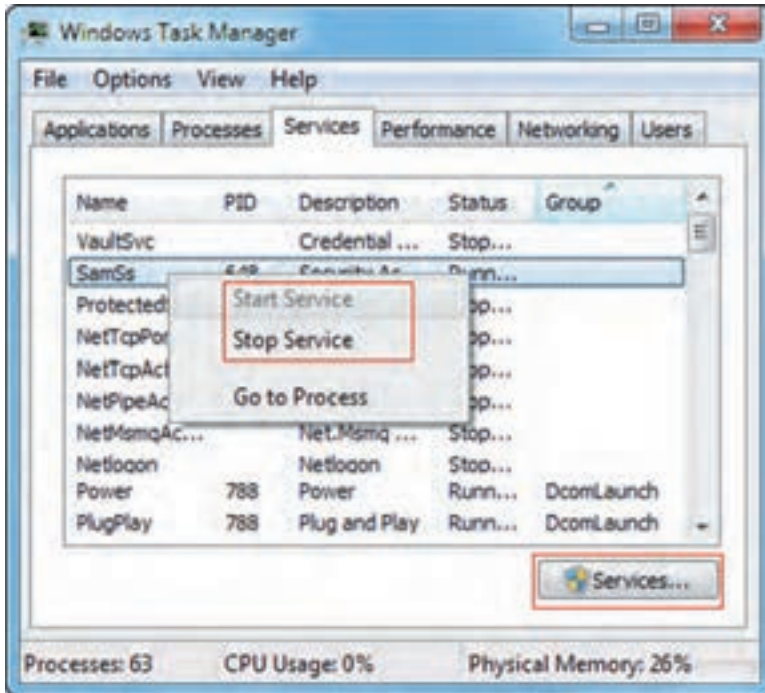 Windows Task Manager
File Options View Help
Applications Processes Services Performance Networking Users
Name PID Description Status Group
VaultSvc Credential ... Stop...
SamSs Runn...
Start Service
Stop Service
Go to Process
Protected
NetTcpPor
NetTcpAct
NetPipeAc
NetMsmqAc... Net.Msmq ... Stop...
Netlogon Netlogon Stop...
Power 788 Power Runn... DcomLaunch
PlugPlay 788 Plug and Play Runn... DcomLaunch
Services...
Processes: 63 CPU Usage: 0% Physical Memory: 26%